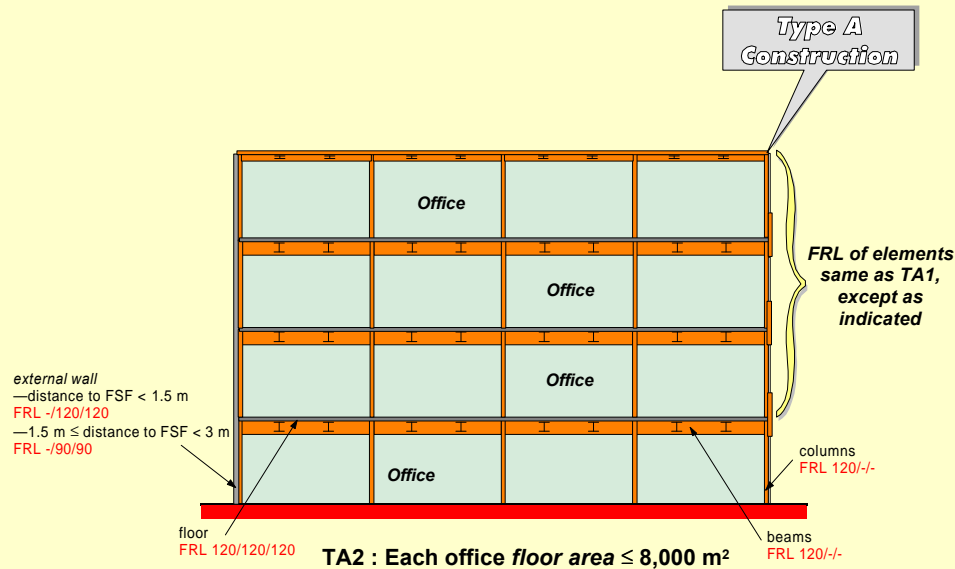 Type A
Construction
Office
FRL of elements
same as TA1,
except as
indicated
Office
Office
external wall
—distance to FSF < 1.5 m
FRL -/120/120
—1.5 m ≤ distance to FSF < 3 m
FRL -/90/90
columns
FRL 120/-/-
Office
floor
FRL 120/120/120
beams
FRL 120/-/-
TA2 : Each office floor area ≤ 8,000 m²